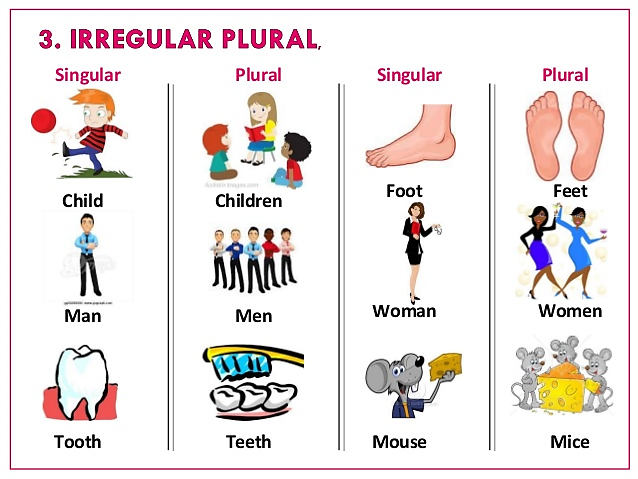 3. IRREGULAR PLURAL,
Singular Plural Singular Plural
Child Children Foot Feet
Man Men Woman Women
Tooth Teeth Mouse Mice